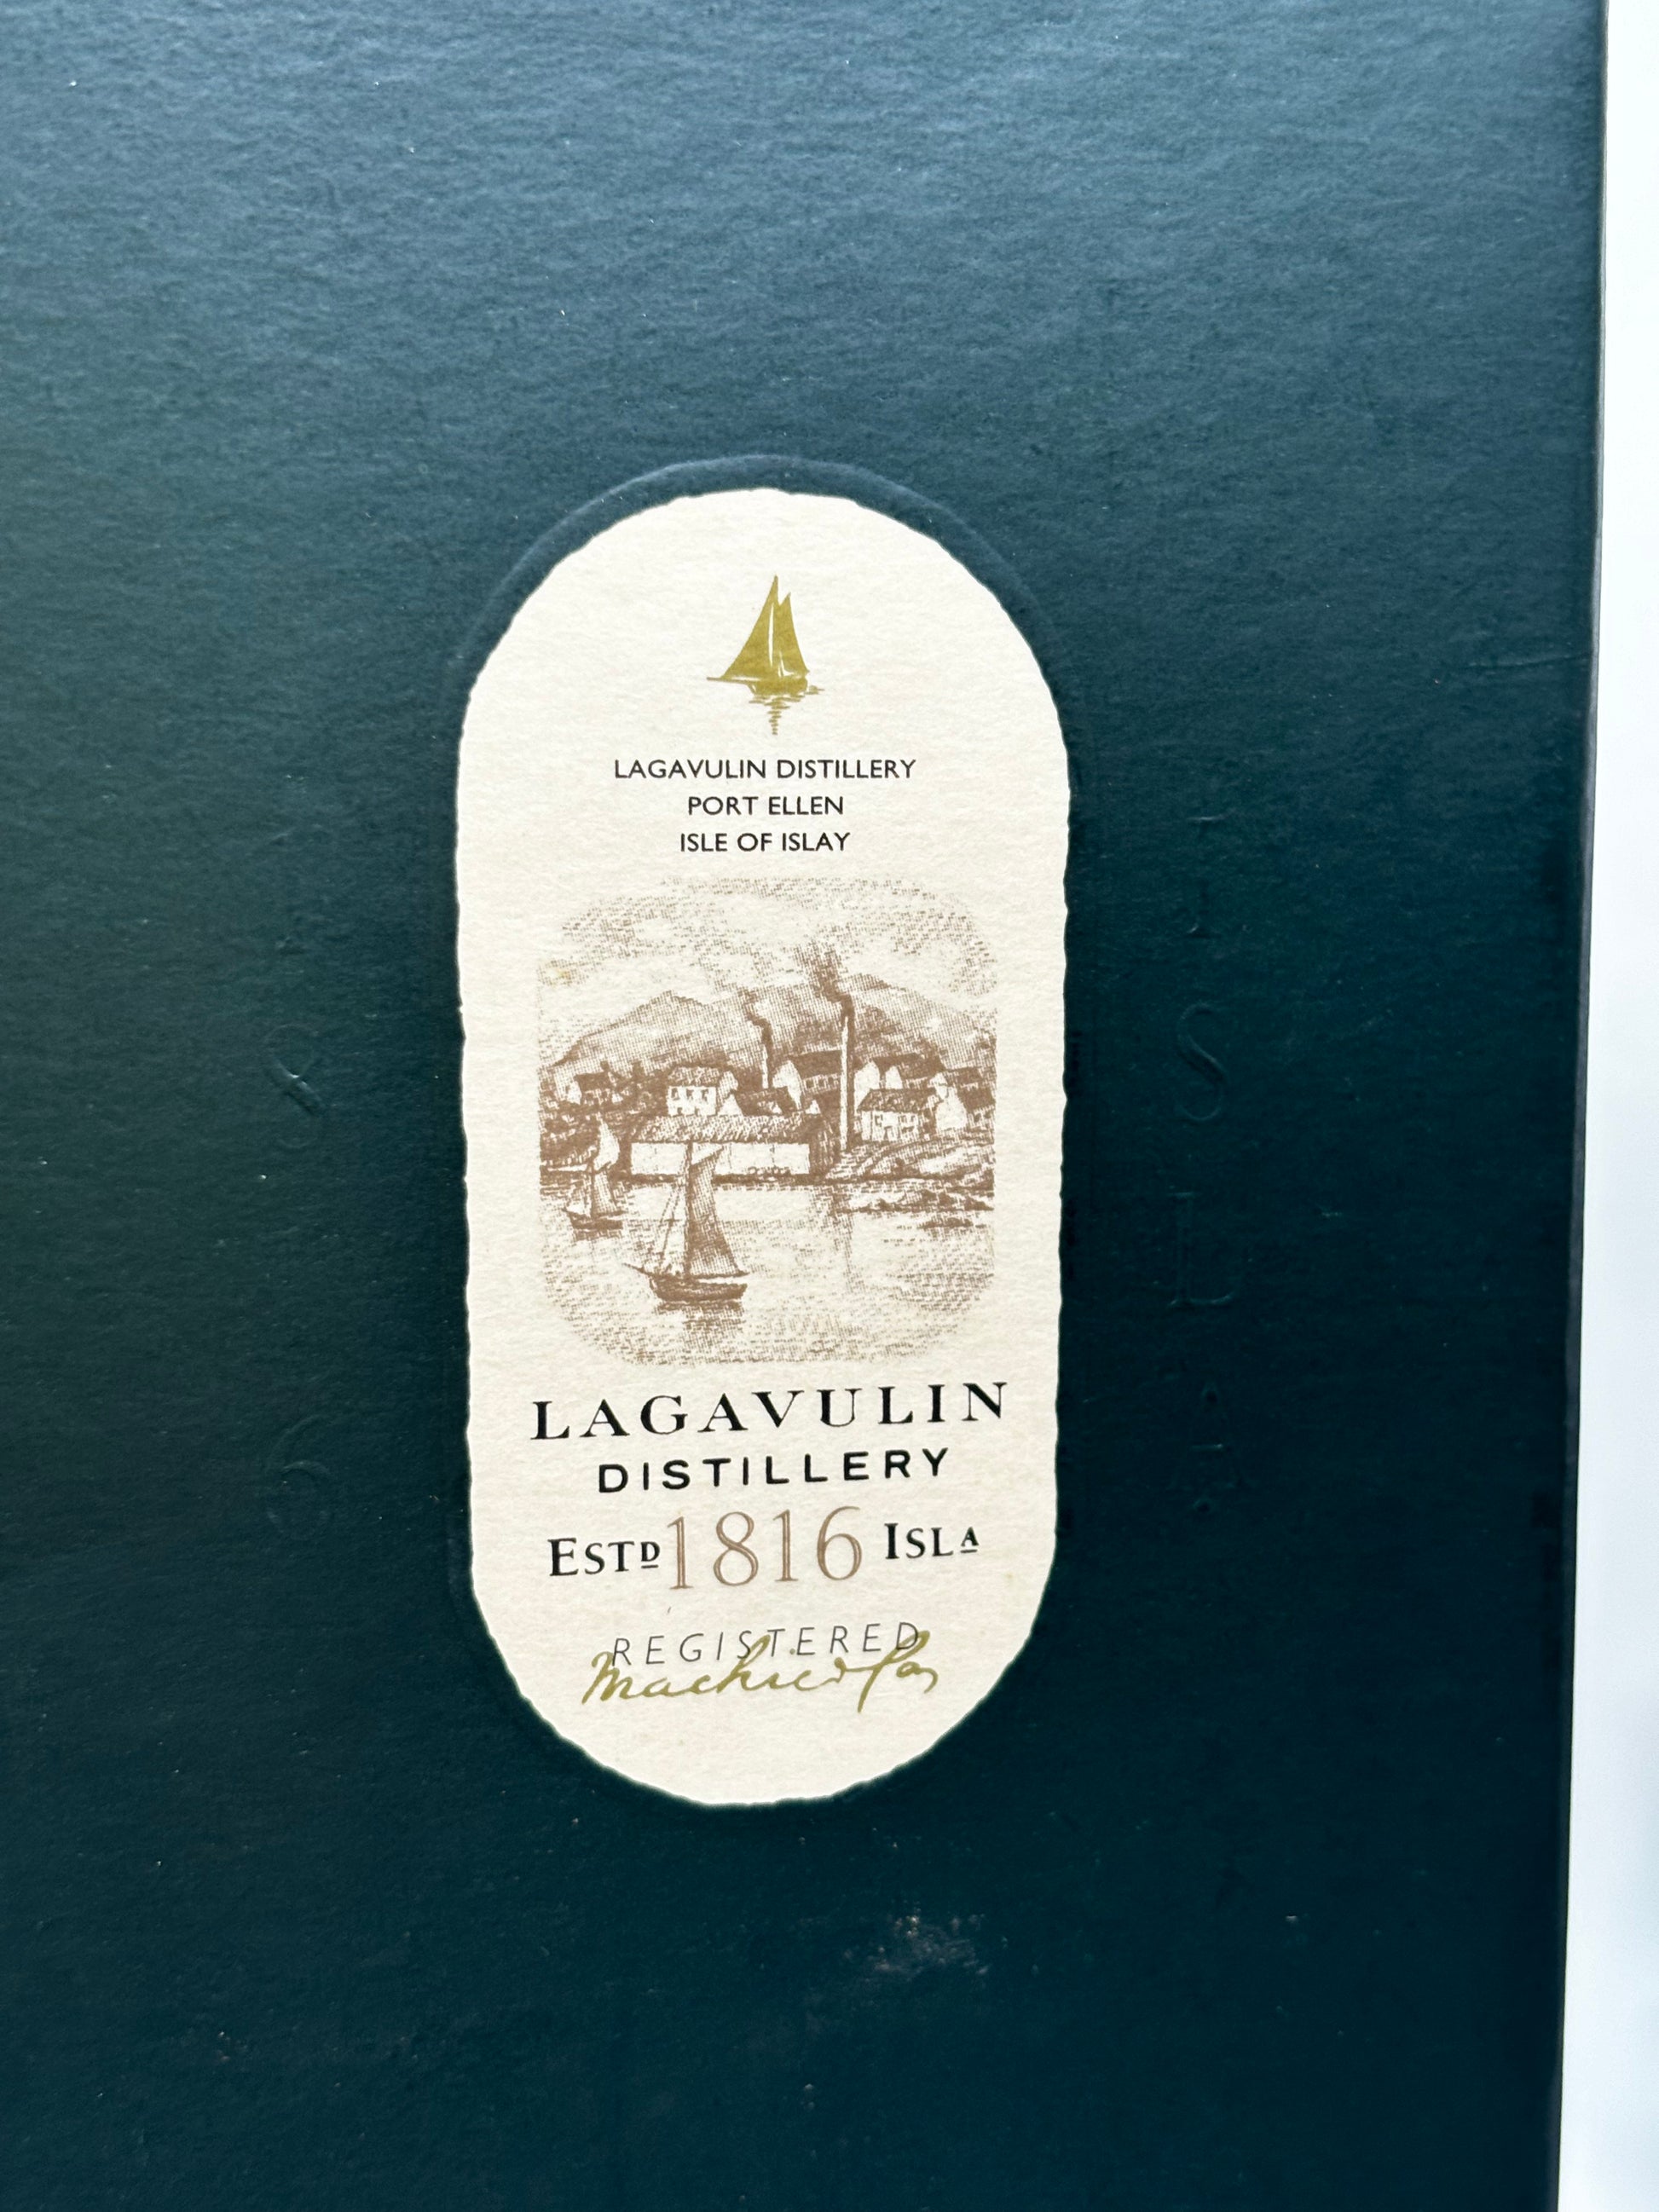 LAGAVULIN DISTILLERY
PORT ELLEN
ISLE OF ISLAY
LAGAVULIN
DISTILLERY
ESTD 1816 ISLA
REGISTERED